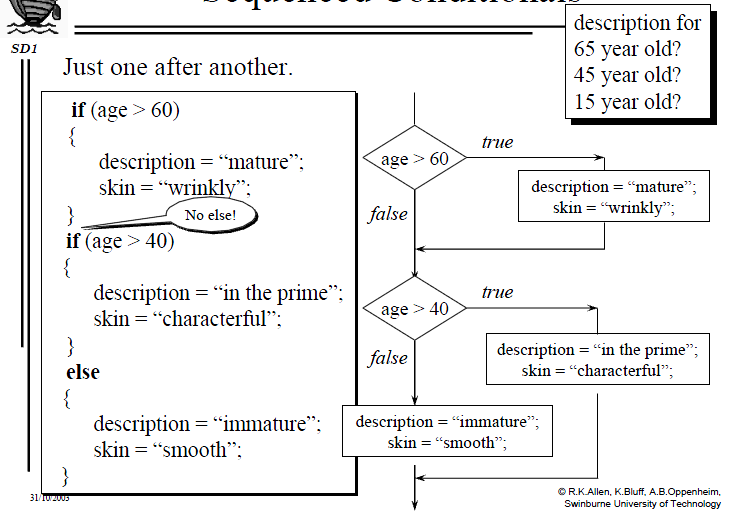 Sequenced Conditionals
SD1
Just one after another.
description for
65 year old?
45 year old?
15 year old?
if (age > 60)
{
description = “mature”;
skin = “wrinkly”;
}
No else!
if (age > 40)
{
description = “in the prime”;
skin = “characterful”;
}
else
{
description = “immature”;
skin = “smooth”;
}
age > 60
true
description = “mature”;
skin = “wrinkly”;
false
age > 40
true
description = “in the prime”;
skin = “characterful”;
false
description = “immature”;
skin = “smooth”;
31/10/2003
© R.K.Allen, K.Bluff, A.B.Oppenheim,
Swinburne University of Technology